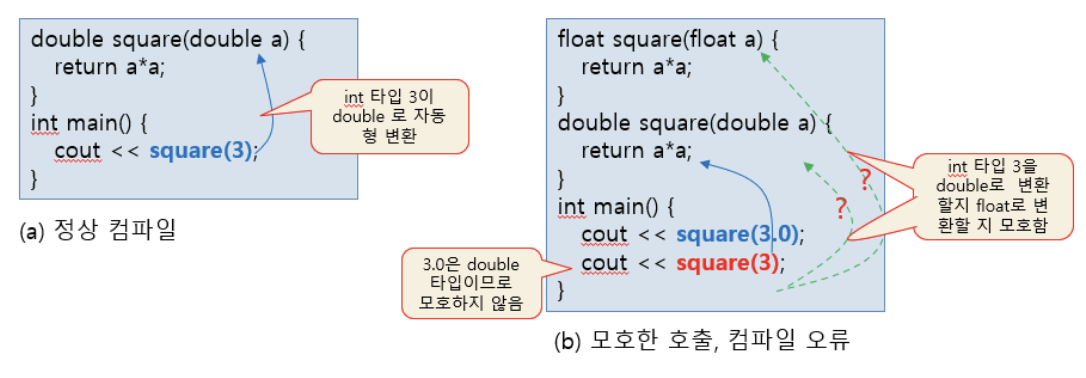 double square(double a) {
return a*a;
}
int main() {
cout << square(3);
}
int 타입 3이
double 로 자동
형 변환
(a) 정상 컴파일
float square(float a) {
return a*a;
}
double square(double a) {
return a*a;
}
int main() {
cout << square(3.0);
cout << square(3);
}
?
?
int 타입 3을
double로 변환
할지 float로 변
환할 지 모호함
3.0은 double
타입이므로
모호하지 않음
(b) 모호한 호출, 컴파일 오류